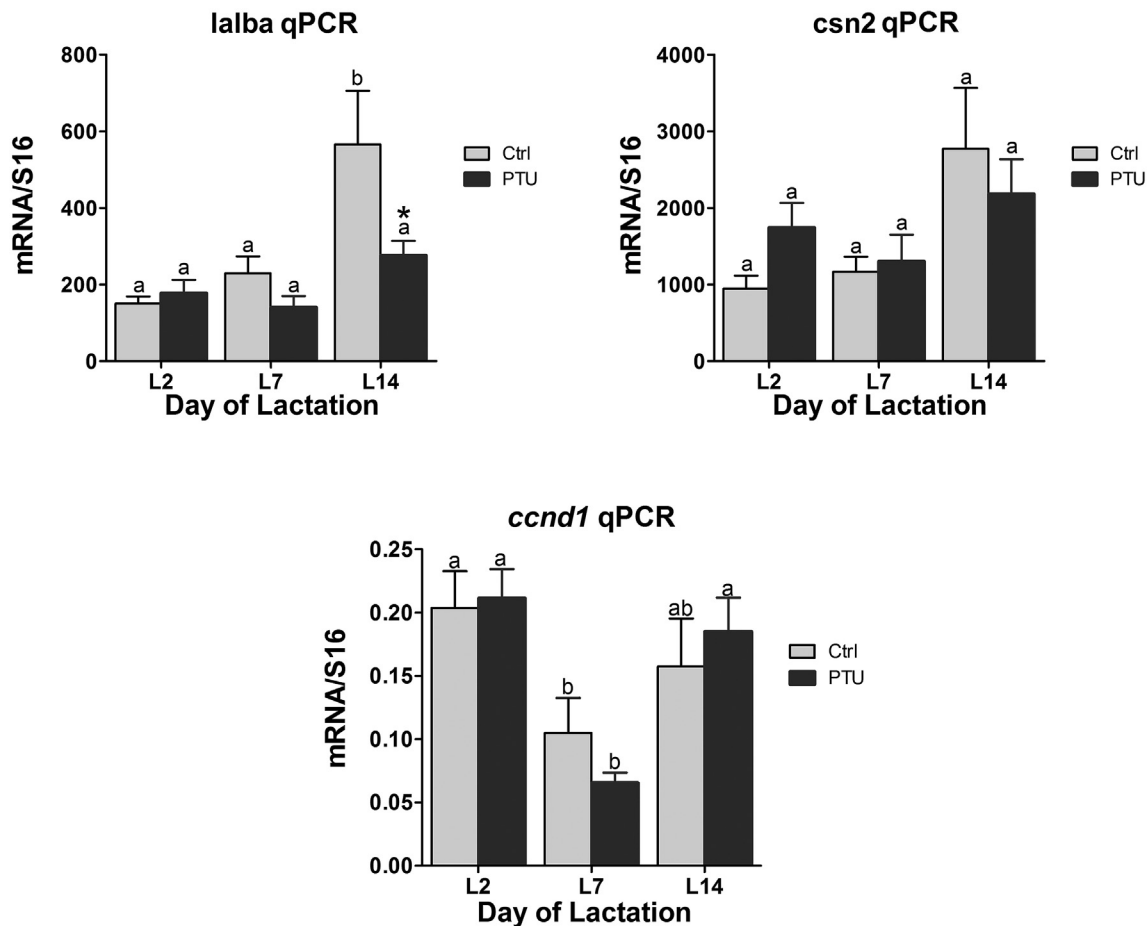 lalba qPCR
800
600
400
200
0
mRNA/S16
a
a
a
a
b
*
a
L2
L7
L14
Day of Lactation
Ctrl
PTU
csn2 qPCR
4000
3000
2000
1000
0
mRNA/S16
a
a
a
a
a
a
L2
L7
L14
Day of Lactation
Ctrl
PTU
ccnd1 qPCR
0.25
0.20
0.15
0.10
0.05
0.00
mRNA/S16
a
a
b
b
ab
a
L2
L7
L14
Day of Lactation
Ctrl
PTU